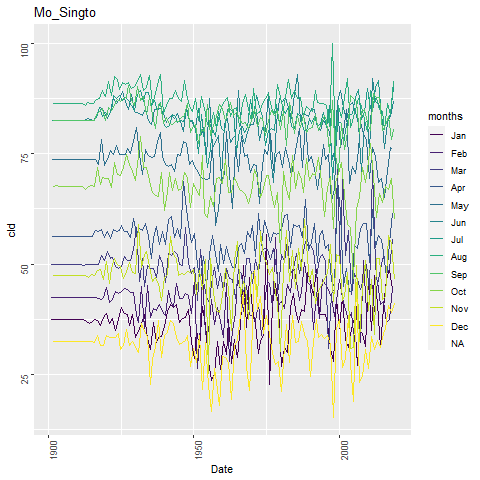 Mo_Singto
cld
100
75
50
25
1900
1950
2000
Date
months
Jan
Feb
Mar
Apr
May
Jun
Jul
Aug
Sep
Oct
Nov
Dec
NA